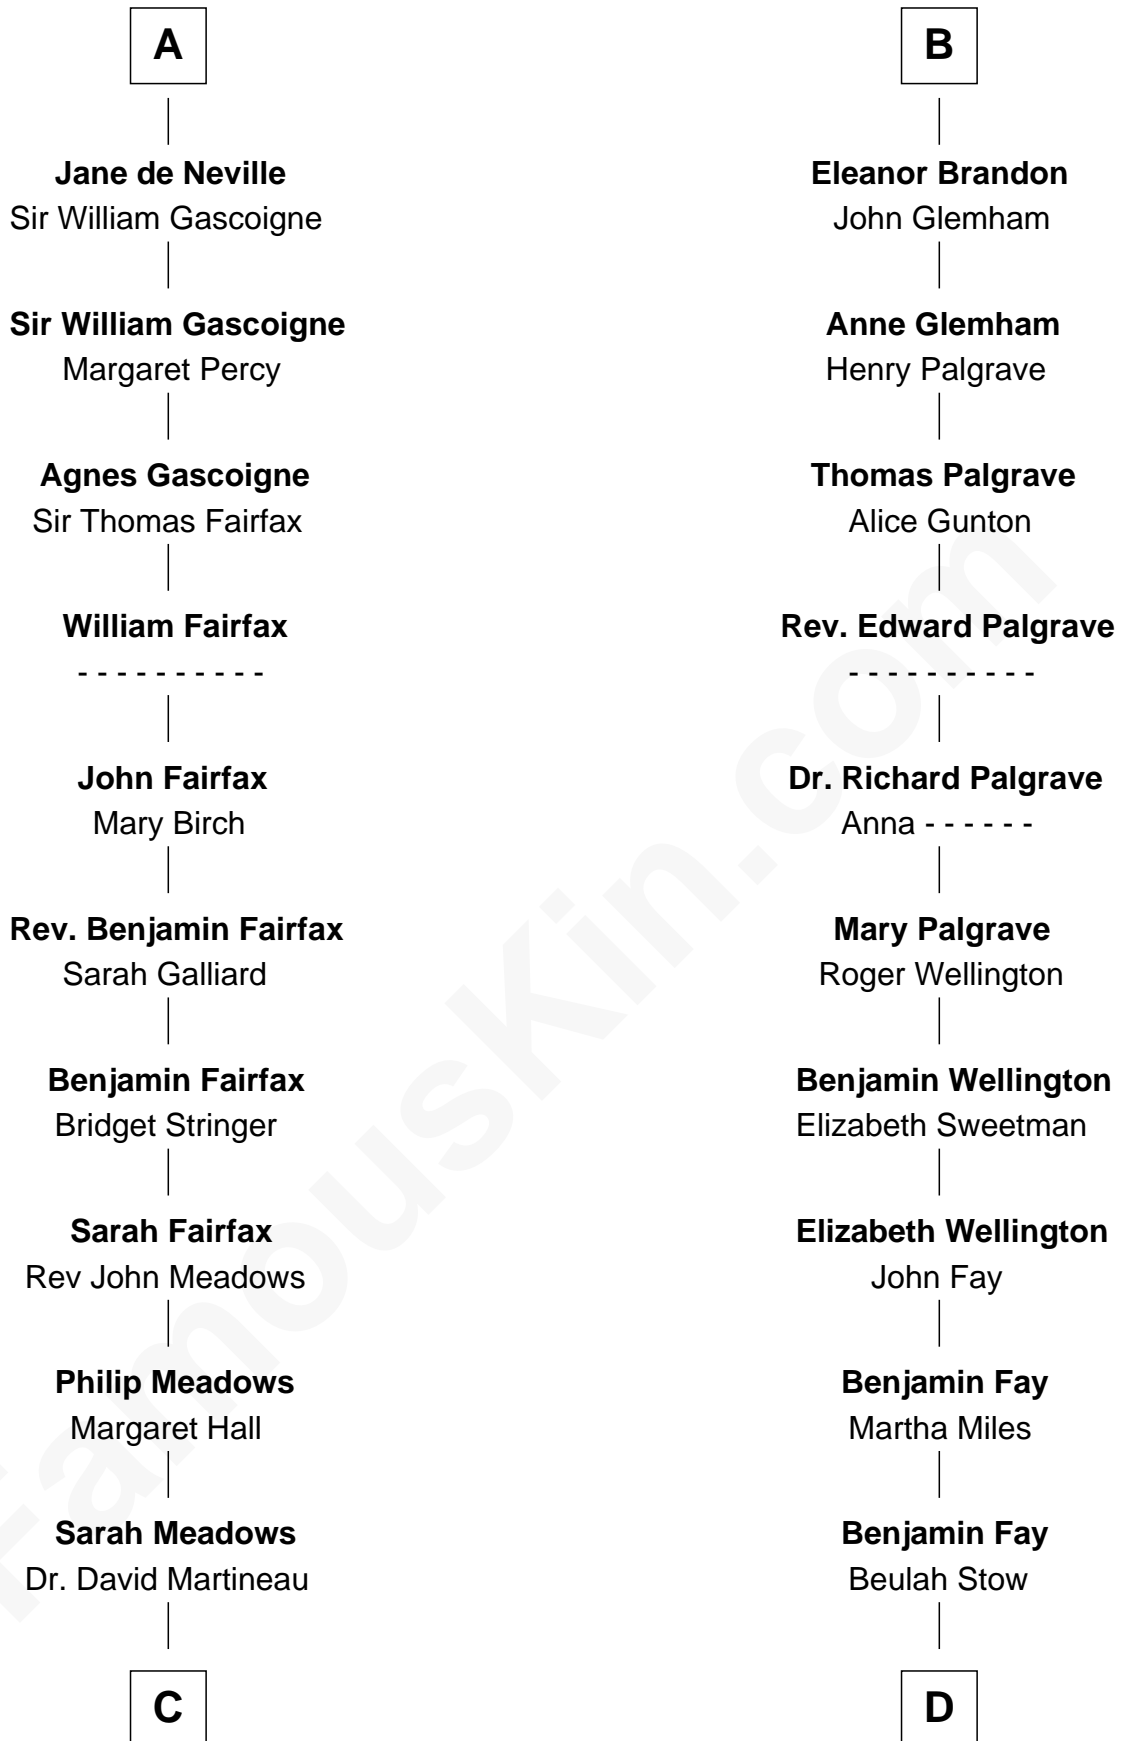 A
Jane de Neville
Sir William Gascoigne
Sir William Gascoigne
Margaret Percy
Agnes Gascoigne
Sir Thomas Fairfax
William Fairfax
- - - - - - - - - -
John Fairfax
Mary Birch
Rev. Benjamin Fairfax
Sarah Galliard
Benjamin Fairfax
Bridget Stringer
Sarah Fairfax
Rev John Meadows
Philip Meadows
Margaret Hall
Sarah Meadows
Dr. David Martineau
C
B
Eleanor Brandon
John Glemham
Anne Glemham
Henry Palgrave
Thomas Palgrave
Alice Gunton
Rev. Edward Palgrave
- - - - - - - - - -
Dr. Richard Palgrave
Anna - - - - - -
Mary Palgrave
Roger Wellington
Benjamin Wellington
Elizabeth Sweetman
Elizabeth Wellington
John Fay
Benjamin Fay
Martha Miles
Benjamin Fay
Beulah Stow
D
FamousKin.com